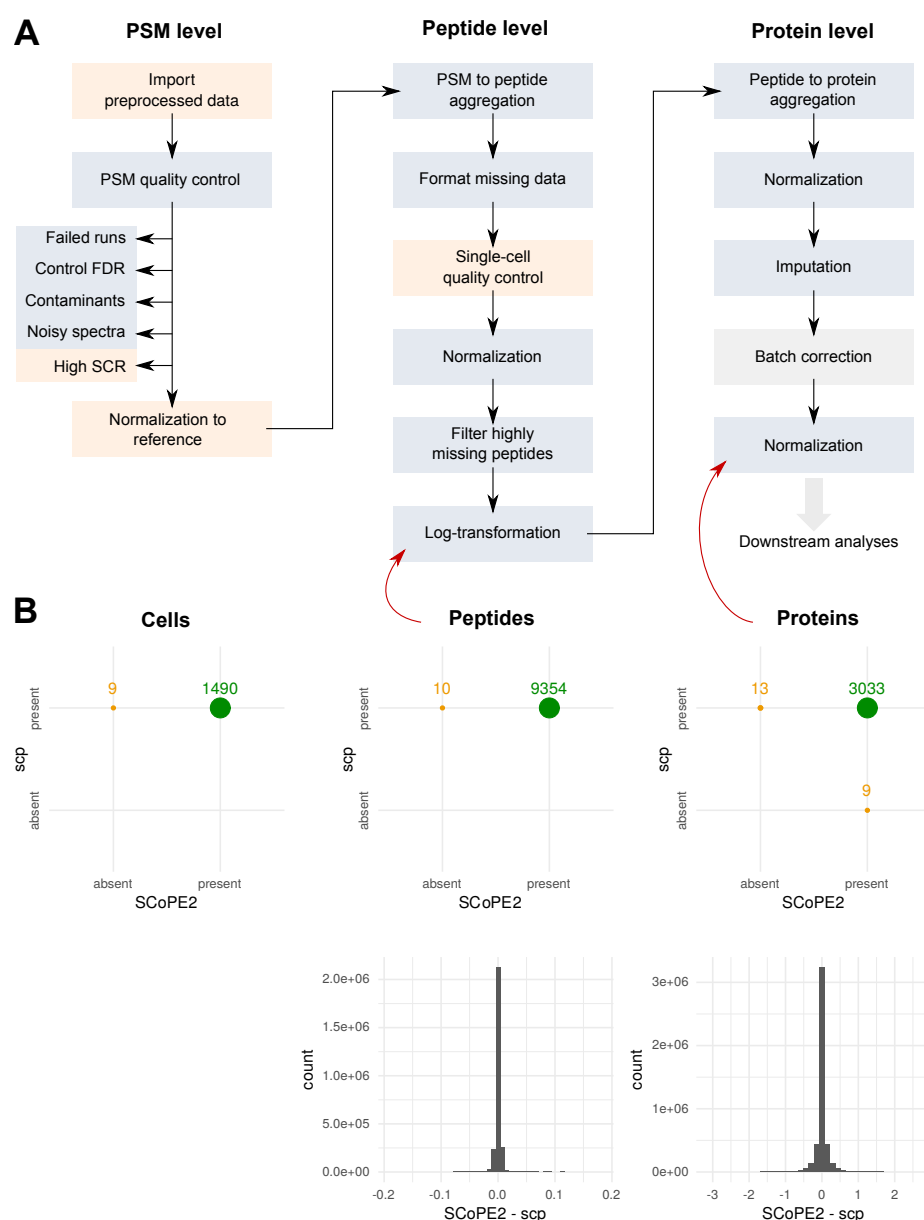 A
PSM level
Peptide level
Protein level
Import
preprocessed data
PSM quality control
Failed runs
Control FDR
Contaminants
Noisy spectra
High SCR
Normalization to
reference
PSM to peptide
aggregation
Format missing data
Single-cell
quality control
Normalization
Filter highly
missing peptides
Log-transformation
Peptide to protein
aggregation
Normalization
Imputation
Batch correction
Normalization
Downstream analyses
B
Cells
9
1490
present
absent
scp
absent
present
SCoPE2
Peptides
10
9354
present
absent
scp
absent
present
SCoPE2
Proteins
13
3033
9
present
absent
scp
absent
present
SCoPE2
2.0e+06
1.5e+06
1.0e+06
5.0e+05
0.0e+00
count
-0.2
-0.1
0.0
0.1
0.2
SCoPE2 - scp
3e+06
2e+06
1e+06
0e+00
count
-3
-2
-1
0
1
2
SCoPE2 - scp